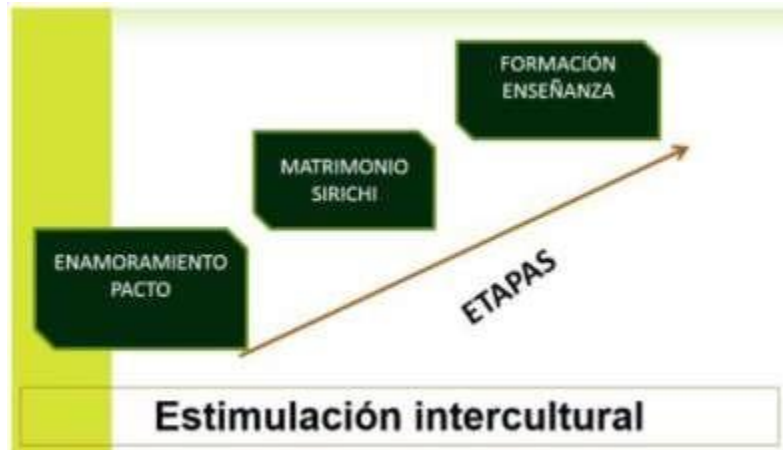 FORMACIÓN
ENSEÑANZA
MATRIMONIO
SIRICHI
ENAMORAMIENTO
PACTO
ETAPAS
Estimulación intercultural